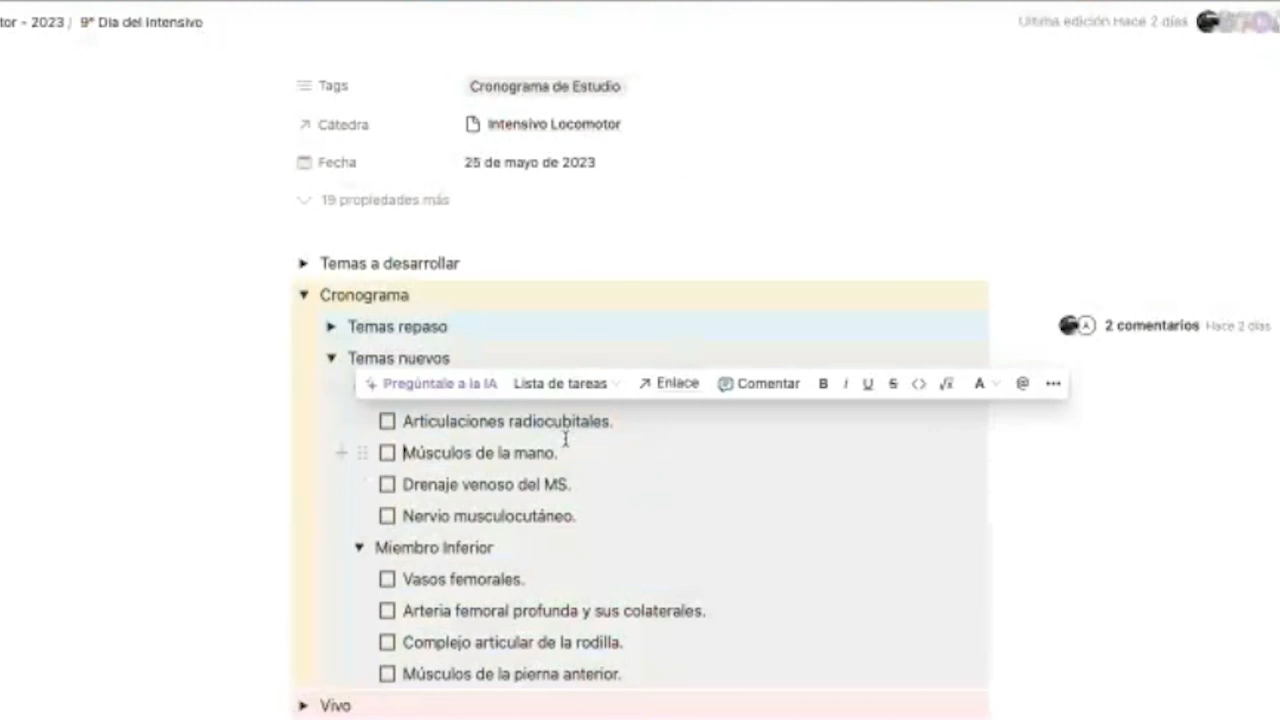 tor - 2023 / 9° Dia del Intensivo
Última edición Hace 2 días
Tags Cronograma de Estudio
Cátedra Intensivo Locomotor
Fecha 25 de mayo de 2023
19 propiedades más
Temas a desarrollar
Cronograma
Temas repaso
2 comentarios Hace 2 días
Temas nuevos
Pregúntale a la IA Lista de tareas Enlace Comentar B i U S <> √x A @ •••
Articulaciones radiocubitales.
Músculos de la mano.
Drenaje venoso del MS.
Nervio musculocutáneo.
Miembro Inferior
Vasos femorales.
Arteria femoral profunda y sus colaterales.
Complejo articular de la rodilla.
Músculos de la pierna anterior.
Vivo